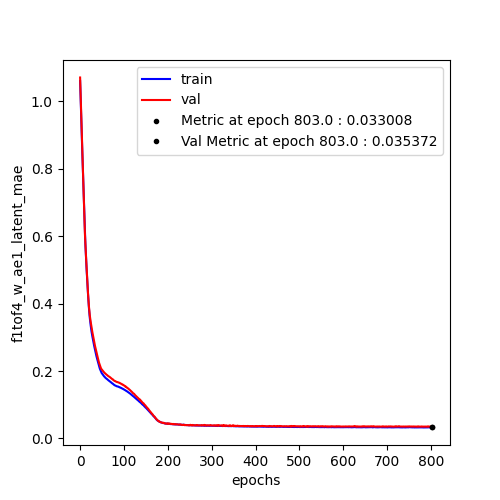 train
val
Metric at epoch 803.0 : 0.033008
Val Metric at epoch 803.0 : 0.035372
f1tof4_w_ae1_latent_mae
1.0
0.8
0.6
0.4
0.2
0.0
0 100 200 300 400 500 600 700 800
epochs